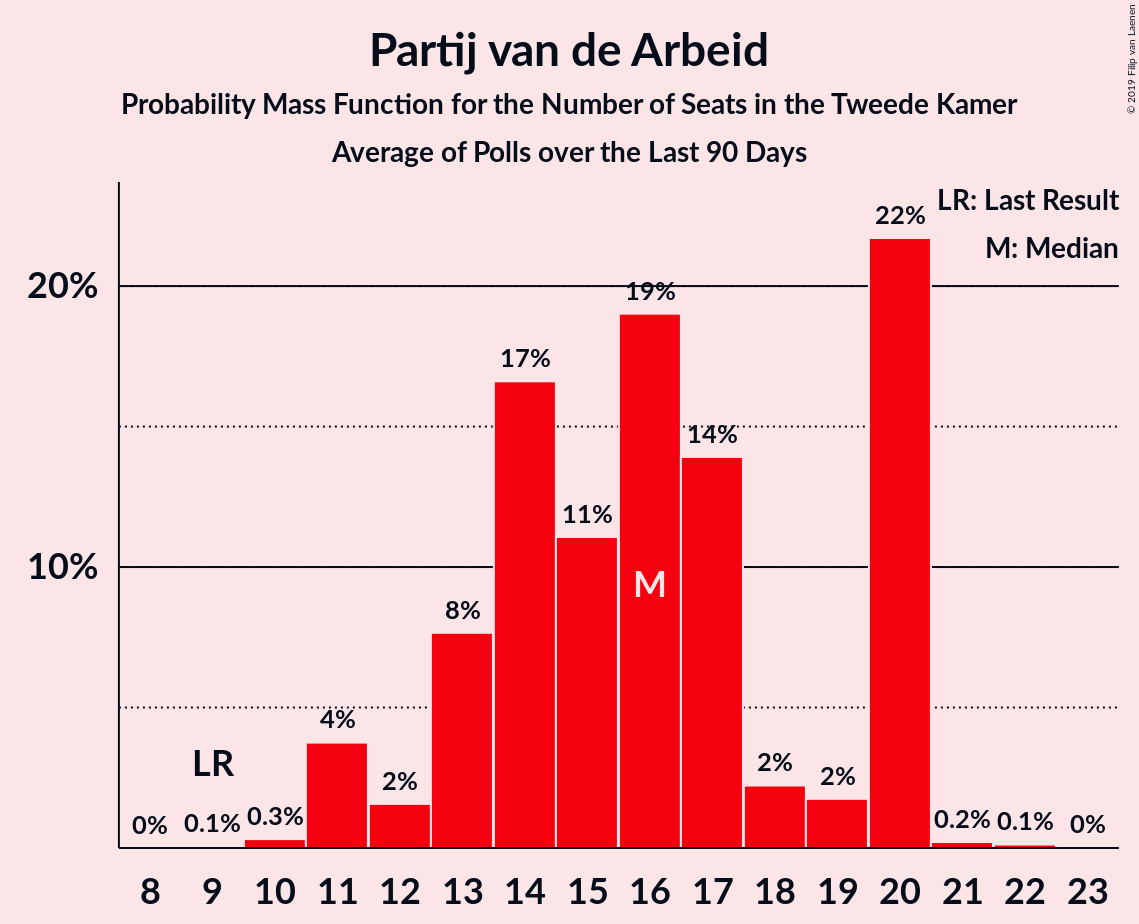 Partij van de Arbeid
Probability Mass Function for the Number of Seats in the Tweede Kamer
Average of Polls over the Last 90 Days
© 2019 Filip van Laenen
LR: Last Result
M: Median
20%
10%
0%
0.1%
0.3%
4%
2%
8%
17%
11%
19%
14%
2%
2%
22%
0.2%
0.1%
0%
LR
M
8 9 10 11 12 13 14 15 16 17 18 19 20 21 22 23